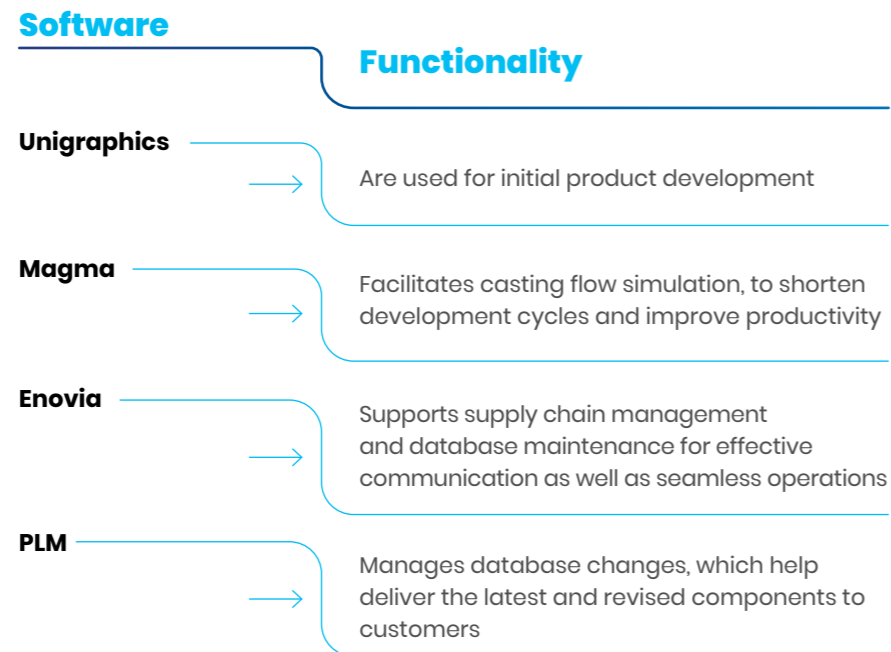 Software
Functionality
Unigraphics
Are used for initial product development
Magma
Facilitates casting flow simulation, to shorten
development cycles and improve productivity
Enovia
Supports supply chain management
and database maintenance for effective
communication as well as seamless operations
PLM
Manages database changes, which help
deliver the latest and revised components to
customers